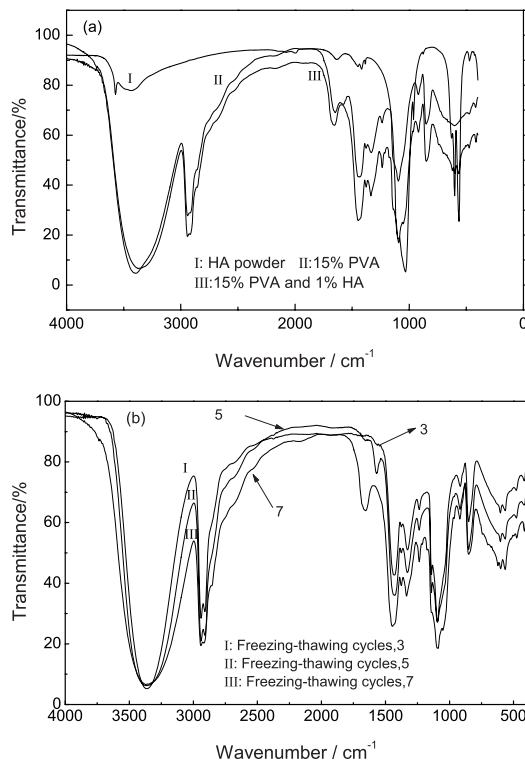 (a)
100
80
60
40
20
0
Transmittance/%
I
II
III
I: HA powder II:15% PVA
III:15% PVA and 1% HA
4000 3000 2000 1000 0
Wavenumber / cm-1
(b)
100
80
60
40
20
0
Transmittance/%
5
3
7
I
II
III
I: Freezing-thawing cycles,3
II: Freezing-thawing cycles,5
III: Freezing-thawing cycles,7
4000 3500 3000 2500 2000 1500 1000 500
Wavenumber / cm-1